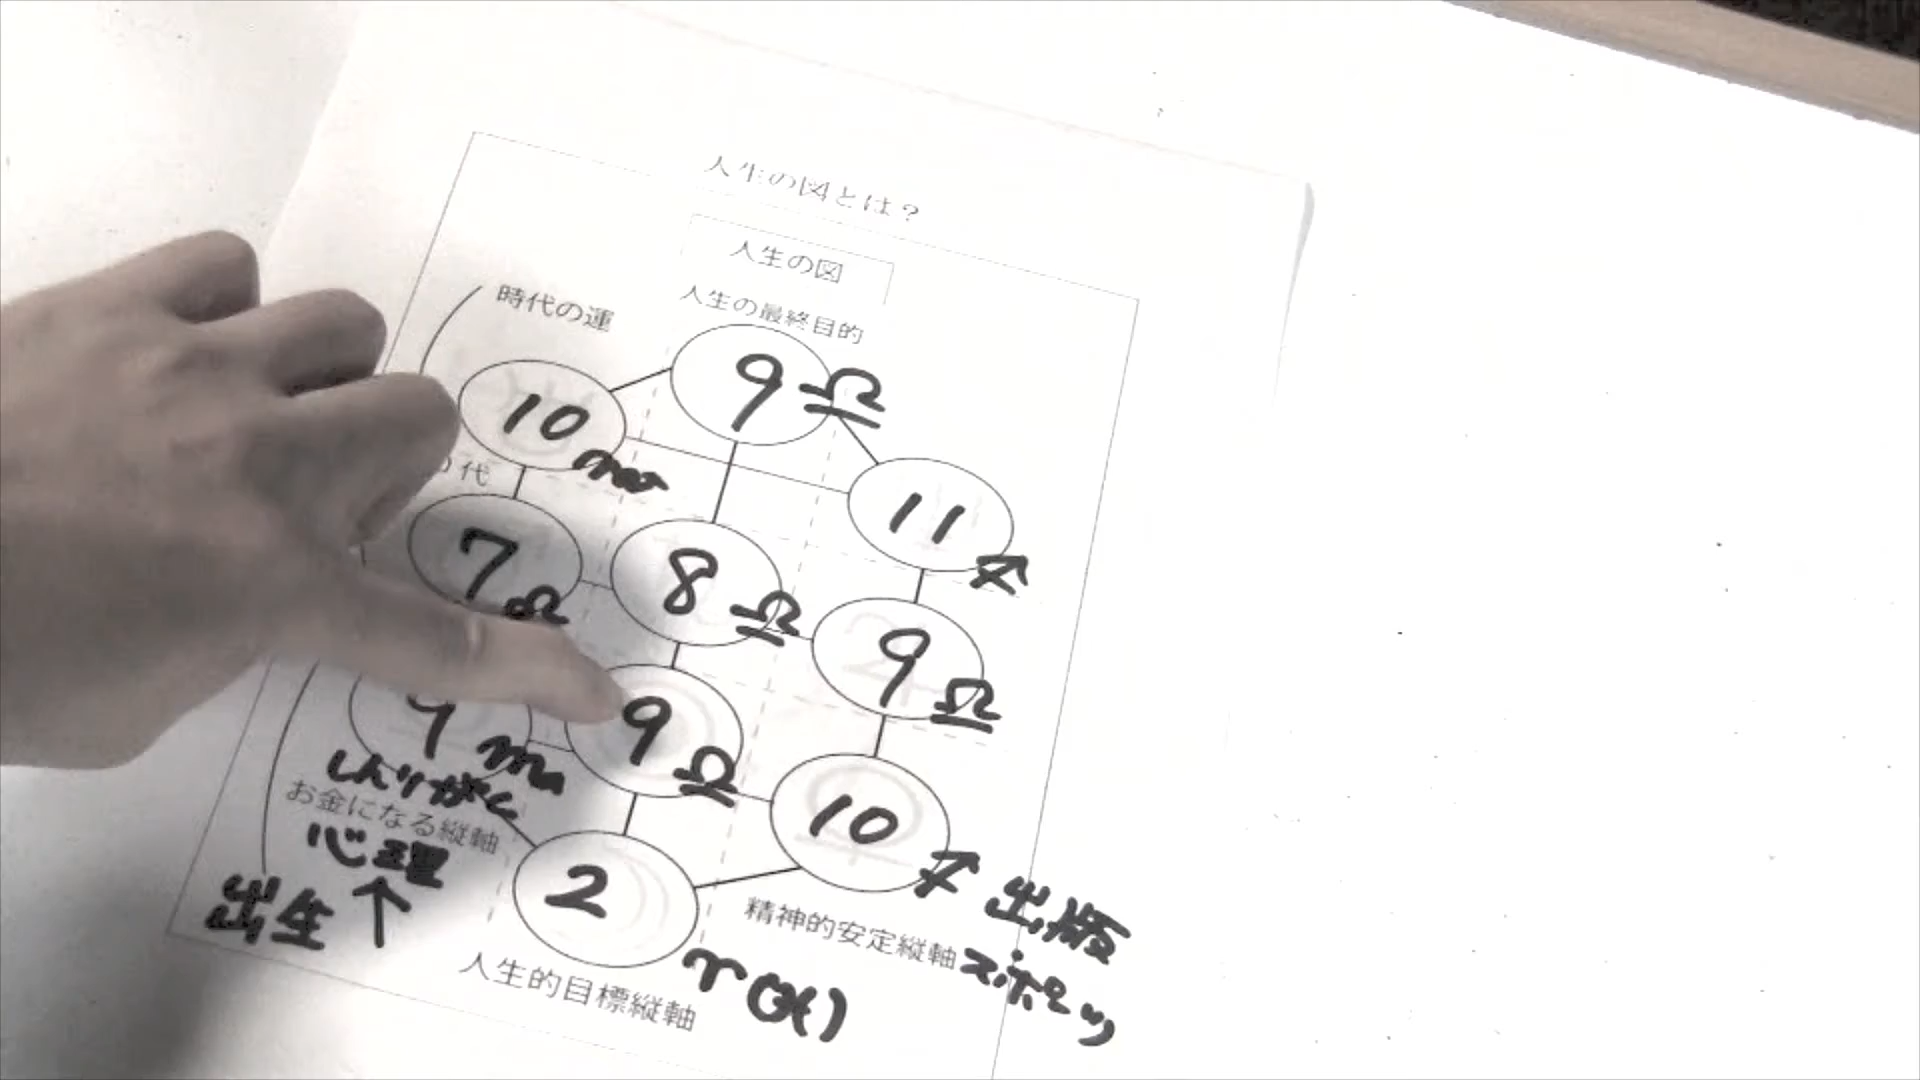 人生の図とは?
人生の図
人生の最終目的
時代の運
9 ♎
10
代
11 ♐
7 ♎
8 ♎
9 ♎
9 ♎
♏
しんりがく
お金になる縦軸
10 ♐ 出版
心理
↑
出生
2
精神的安定縦軸 スポーツ
人生的目標縦軸
♈